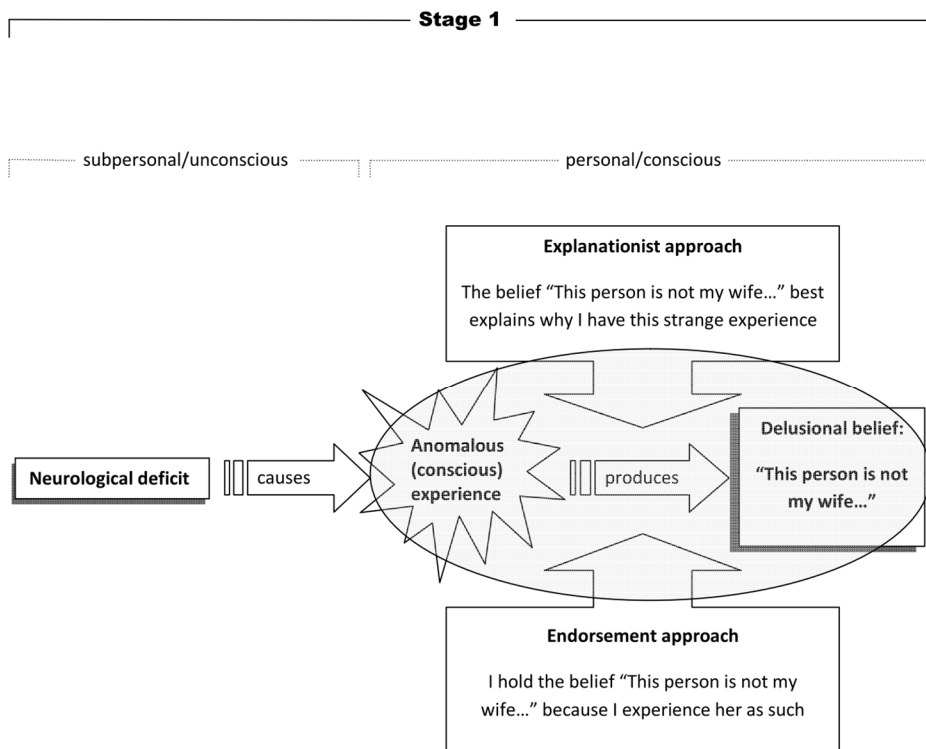 Stage 1
subpersonal/unconscious
personal/conscious
Explanationist approach
The belief “This person is not my wife…” best
explains why I have this strange experience
Neurological deficit
causes
Anomalous
(conscious)
experience
produces
Delusional belief:
“This person is not
my wife…”
Endorsement approach
I hold the belief “This person is not my
wife…” because I experience her as such